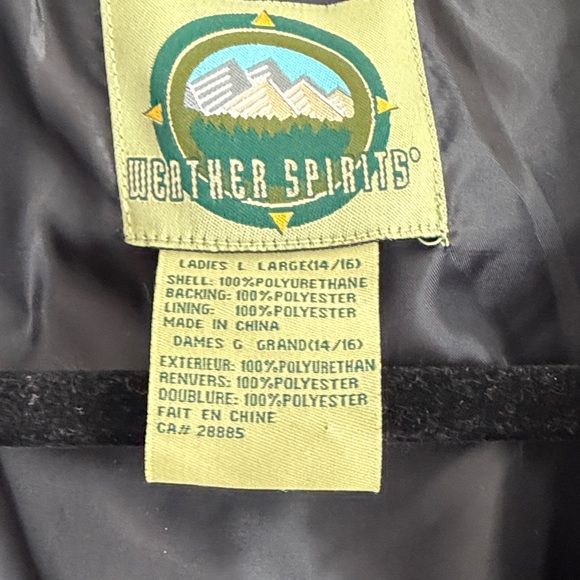 WEATHER SPIRITS®
LADIES L LARGE(14/16)
SHELL: 100%POLYURETHANE
BACKING: 100%POLYESTER
LINING: 100%POLYESTER
MADE IN CHINA
DAMES G GRAND(14/16)
EXTERIEUR: 100%POLYURETHAN
RENVERS: 100%POLYESTER
DOUBLURE: 100%POLYESTER
FAIT EN CHINE
CA# 28885